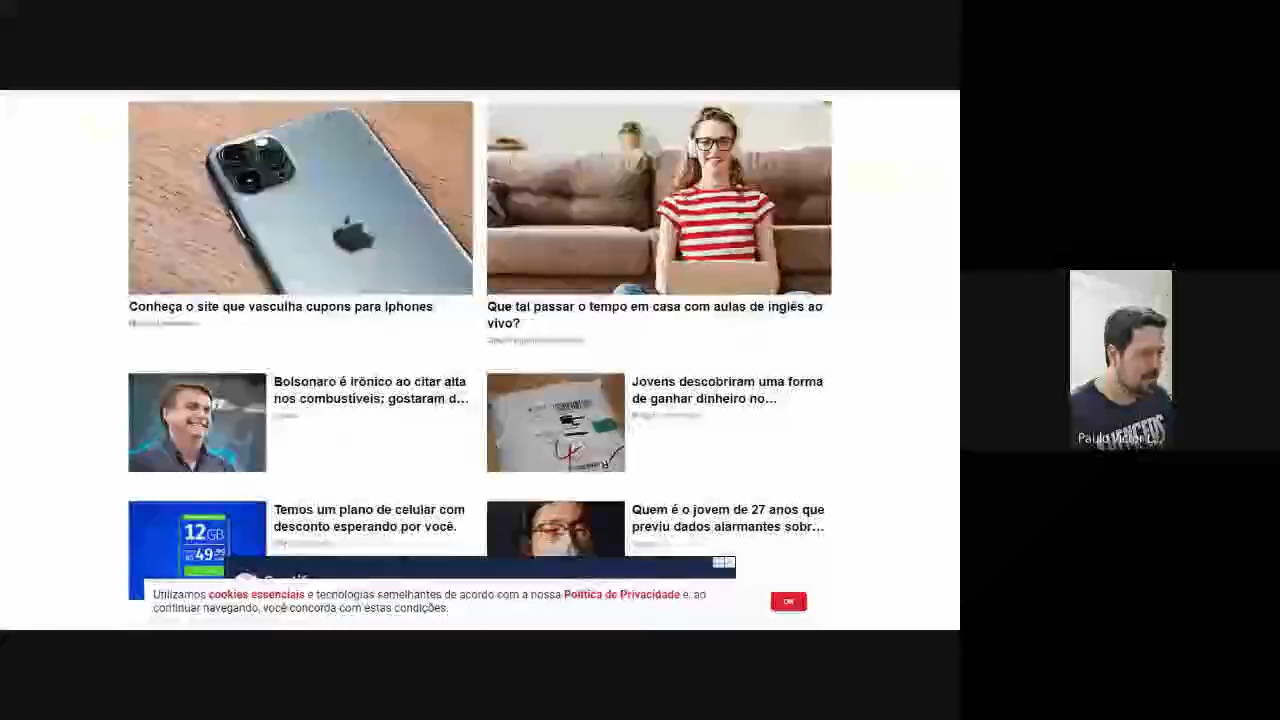 Conheça o site que vasculha cupons para Iphones
Que tal passar o tempo em casa com aulas de inglês ao
vivo?
Bolsonaro é irônico ao citar alta
nos combustíveis; gostaram d...
Jovens descobriram uma forma
de ganhar dinheiro no...
Temos um plano de celular com
desconto esperando por você.
Quem é o jovem de 27 anos que
previu dados alarmantes sobr...
12GB
49,99
Utilizamos cookies essenciais e tecnologias semelhantes de acordo com a nossa Política de Privacidade e, ao
continuar navegando, você concorda com estas condições.
OK
Paulo Victor L...